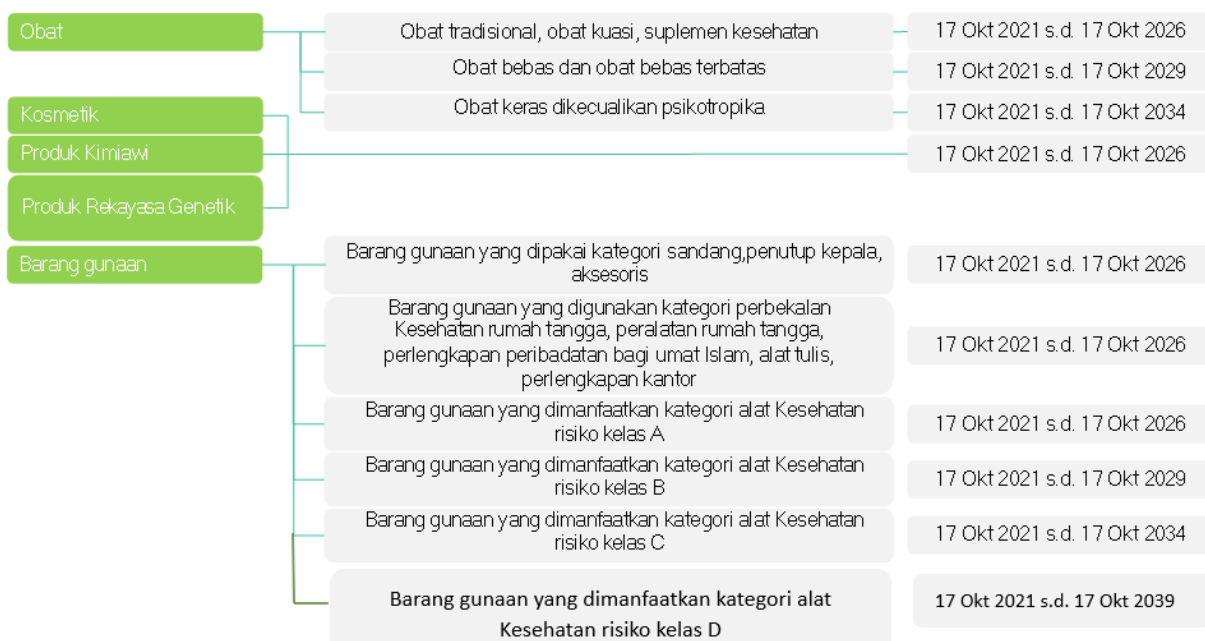 Obat
Obat tradisional, obat kuasi, suplemen kesehatan
17 Okt 2021 s.d. 17 Okt 2026
Obat bebas dan obat bebas terbatas
17 Okt 2021 s.d. 17 Okt 2029
Obat keras dikecualikan psikotropika
17 Okt 2021 s.d. 17 Okt 2034
Kosmetik
Produk Kimiawi
17 Okt 2021 s.d. 17 Okt 2026
Produk Rekayasa Genetik
Barang gunaan
Barang gunaan yang dipakai kategori sandang,penutup kepala,
aksesoris
17 Okt 2021 s.d. 17 Okt 2026
Barang gunaan yang digunakan kategori perbekalan
Kesehatan rumah tangga, peralatan rumah tangga,
perlengkapan peribadatan bagi umat Islam, alat tulis,
perlengkapan kantor
17 Okt 2021 s.d. 17 Okt 2026
Barang gunaan yang dimanfaatkan kategori alat Kesehatan
risiko kelas A
17 Okt 2021 s.d. 17 Okt 2026
Barang gunaan yang dimanfaatkan kategori alat Kesehatan
risiko kelas B
17 Okt 2021 s.d. 17 Okt 2029
Barang gunaan yang dimanfaatkan kategori alat Kesehatan
risiko kelas C
17 Okt 2021 s.d. 17 Okt 2034
Barang gunaan yang dimanfaatkan kategori alat
Kesehatan risiko kelas D
17 Okt 2021 s.d. 17 Okt 2039